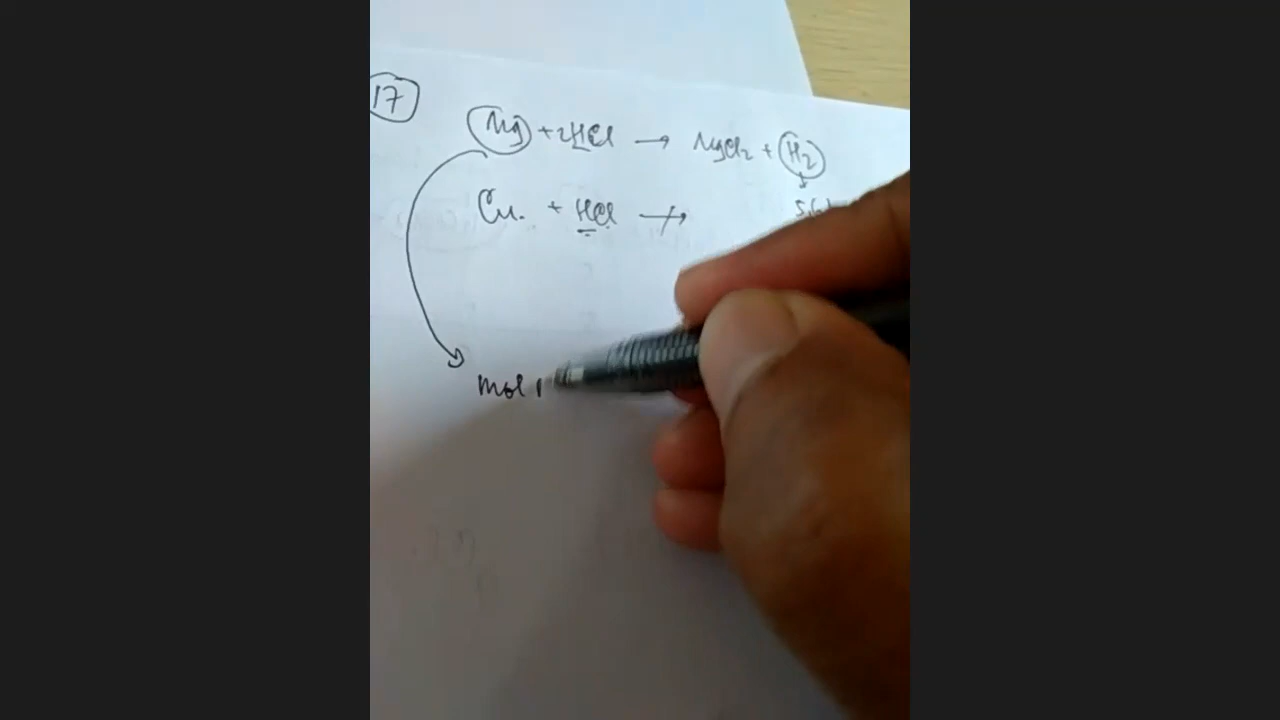 17
Mg + 2HCl → MgCl₂ + H₂
Cu. + HCl ↛
mol